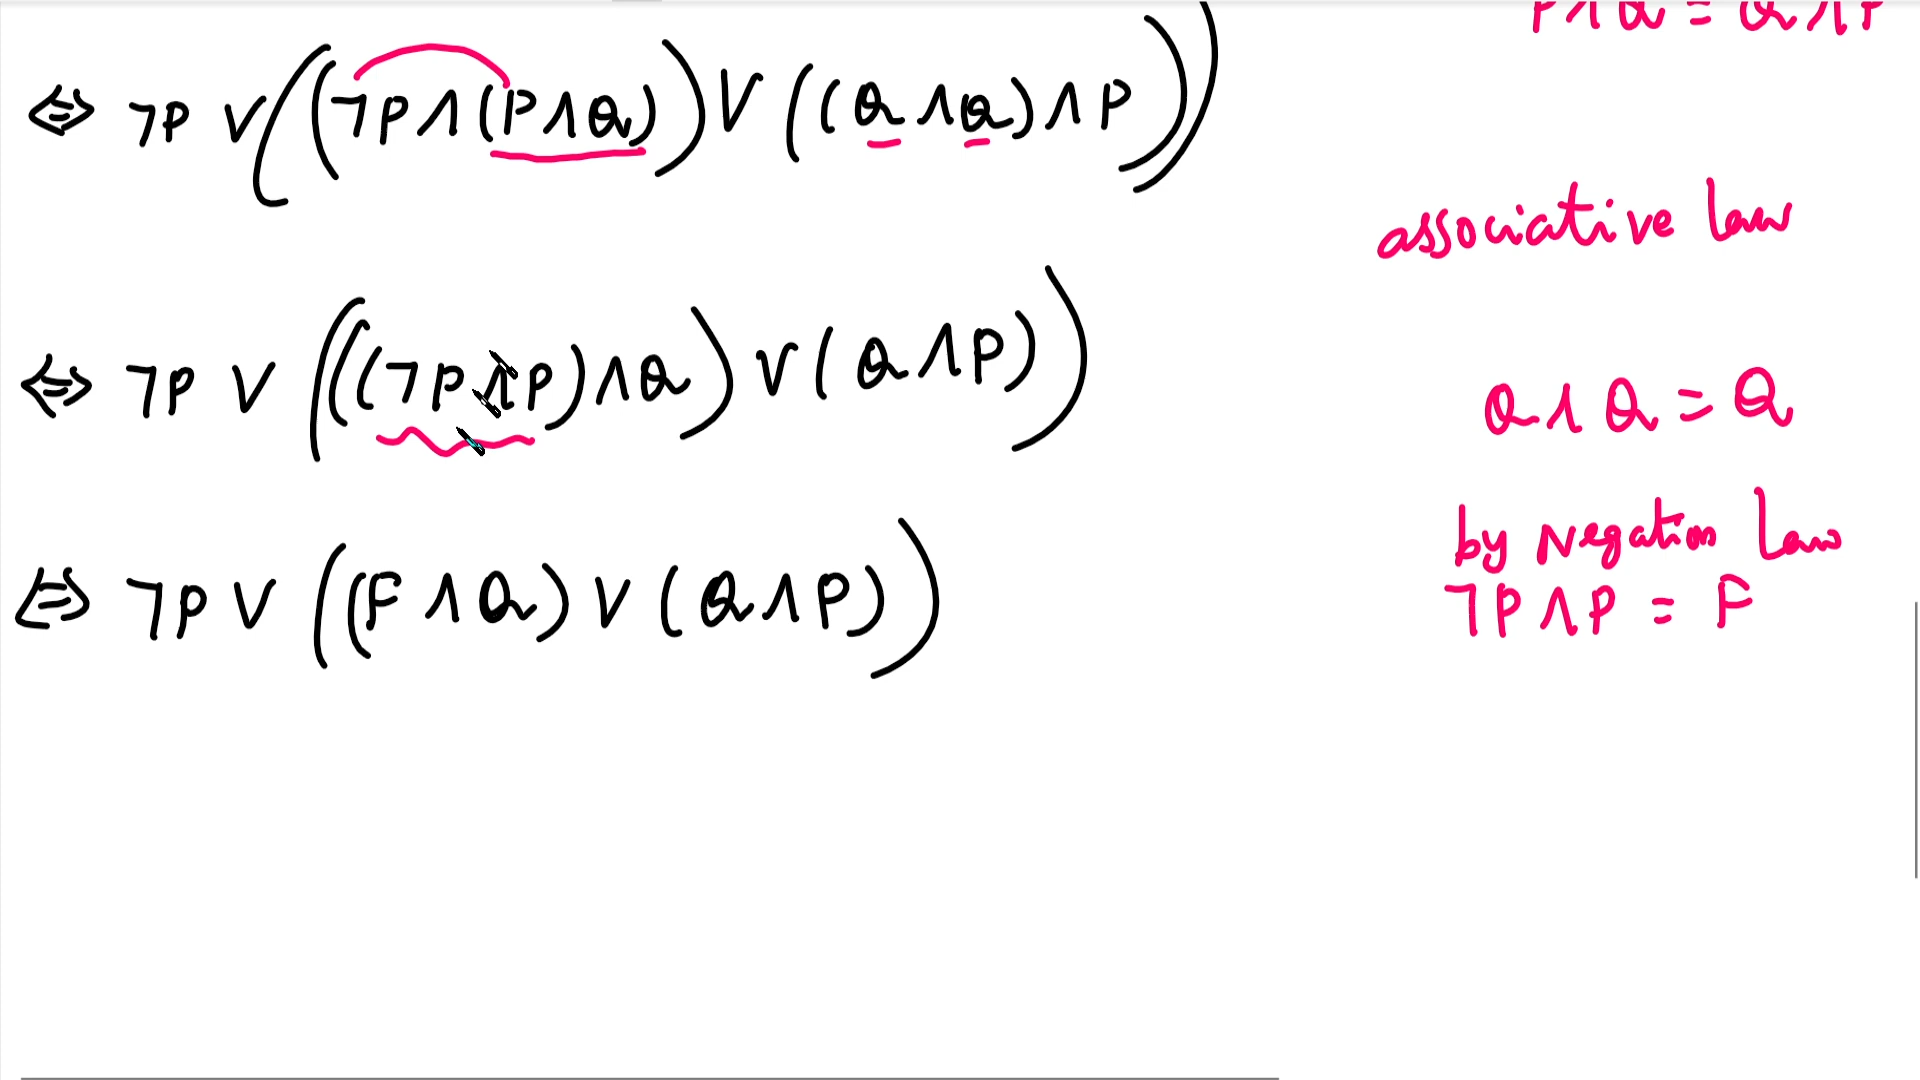 P∧Q = Q∧P
⇔ ¬P ∨ ((¬P∧(P∧Q)) ∨ ((Q∧Q)∧P))
associative law
⇔ ¬P ∨ (((¬P∧P)∧Q) ∨ (Q∧P))
Q∧Q = Q
by Negation Law
⇔ ¬P ∨ ((F∧Q) ∨ (Q∧P))
¬P∧P = F